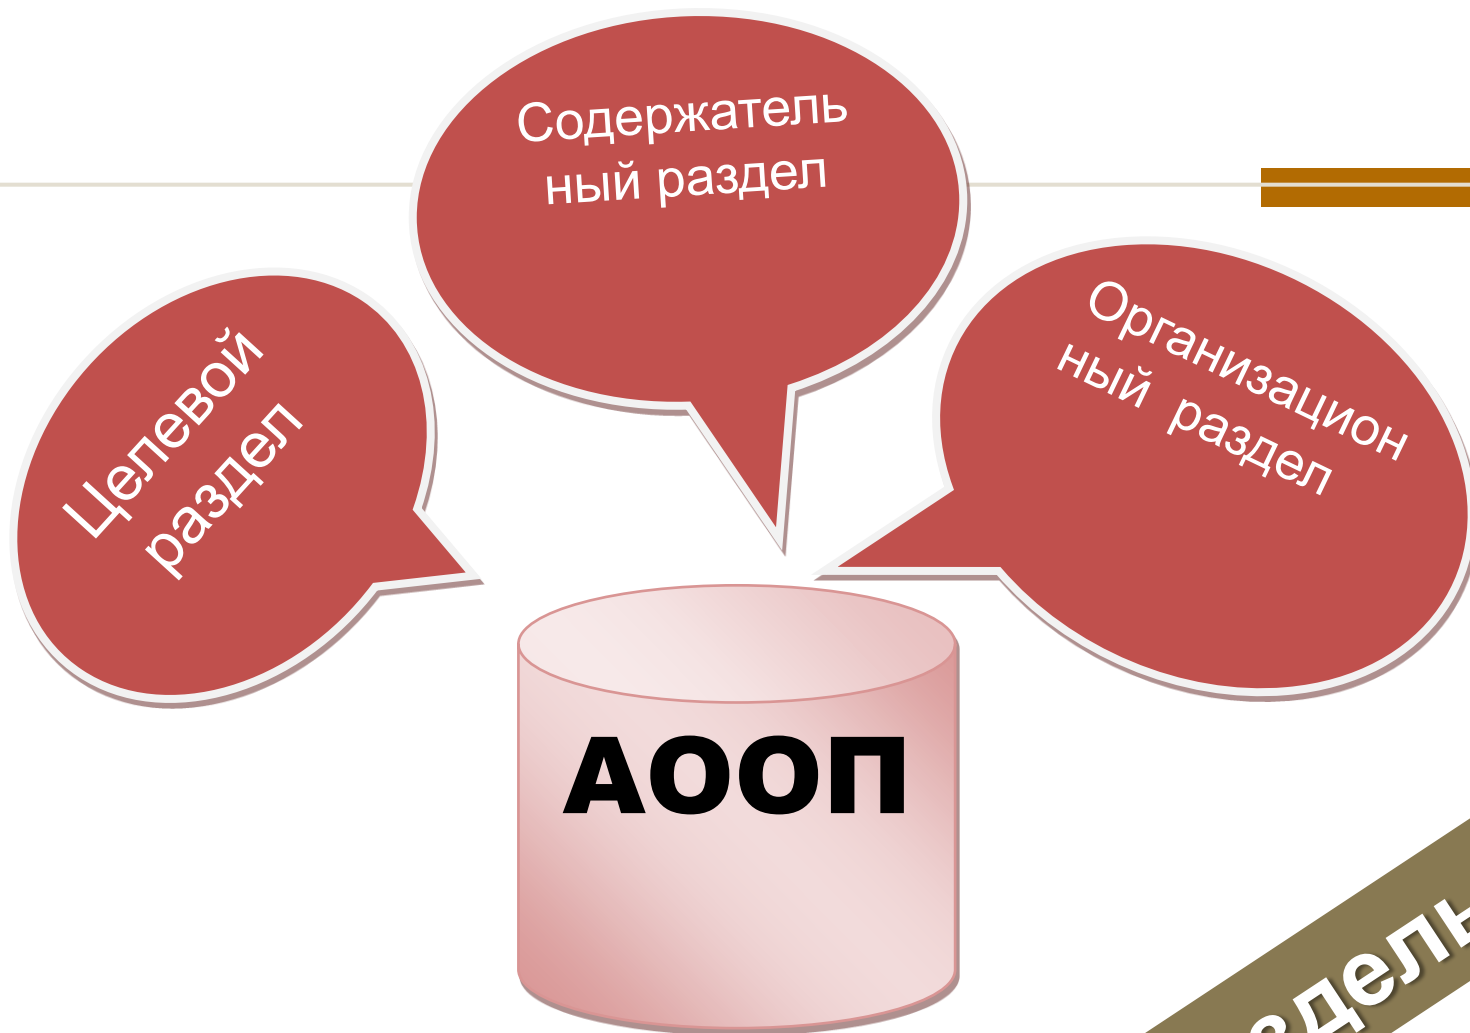 Содержатель
ный раздел
Целевой
раздел
Организацион
ный раздел
АООП